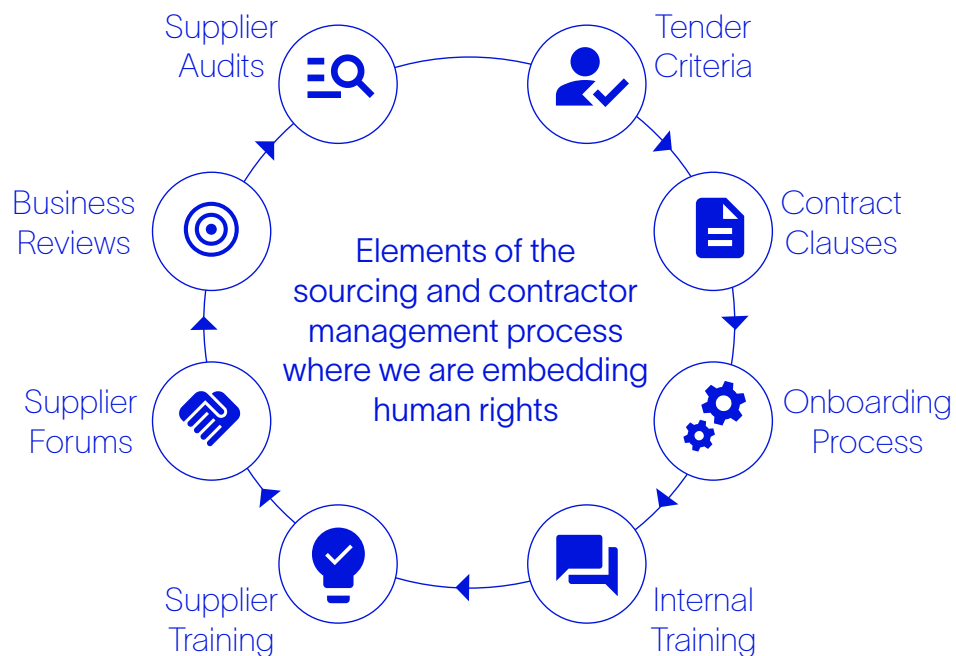 Supplier
Audits
Tender
Criteria
Contract
Clauses
Onboarding
Process
Internal
Training
Supplier
Training
Supplier
Forums
Business
Reviews
Elements of the
sourcing and contractor
management process
where we are embedding
human rights